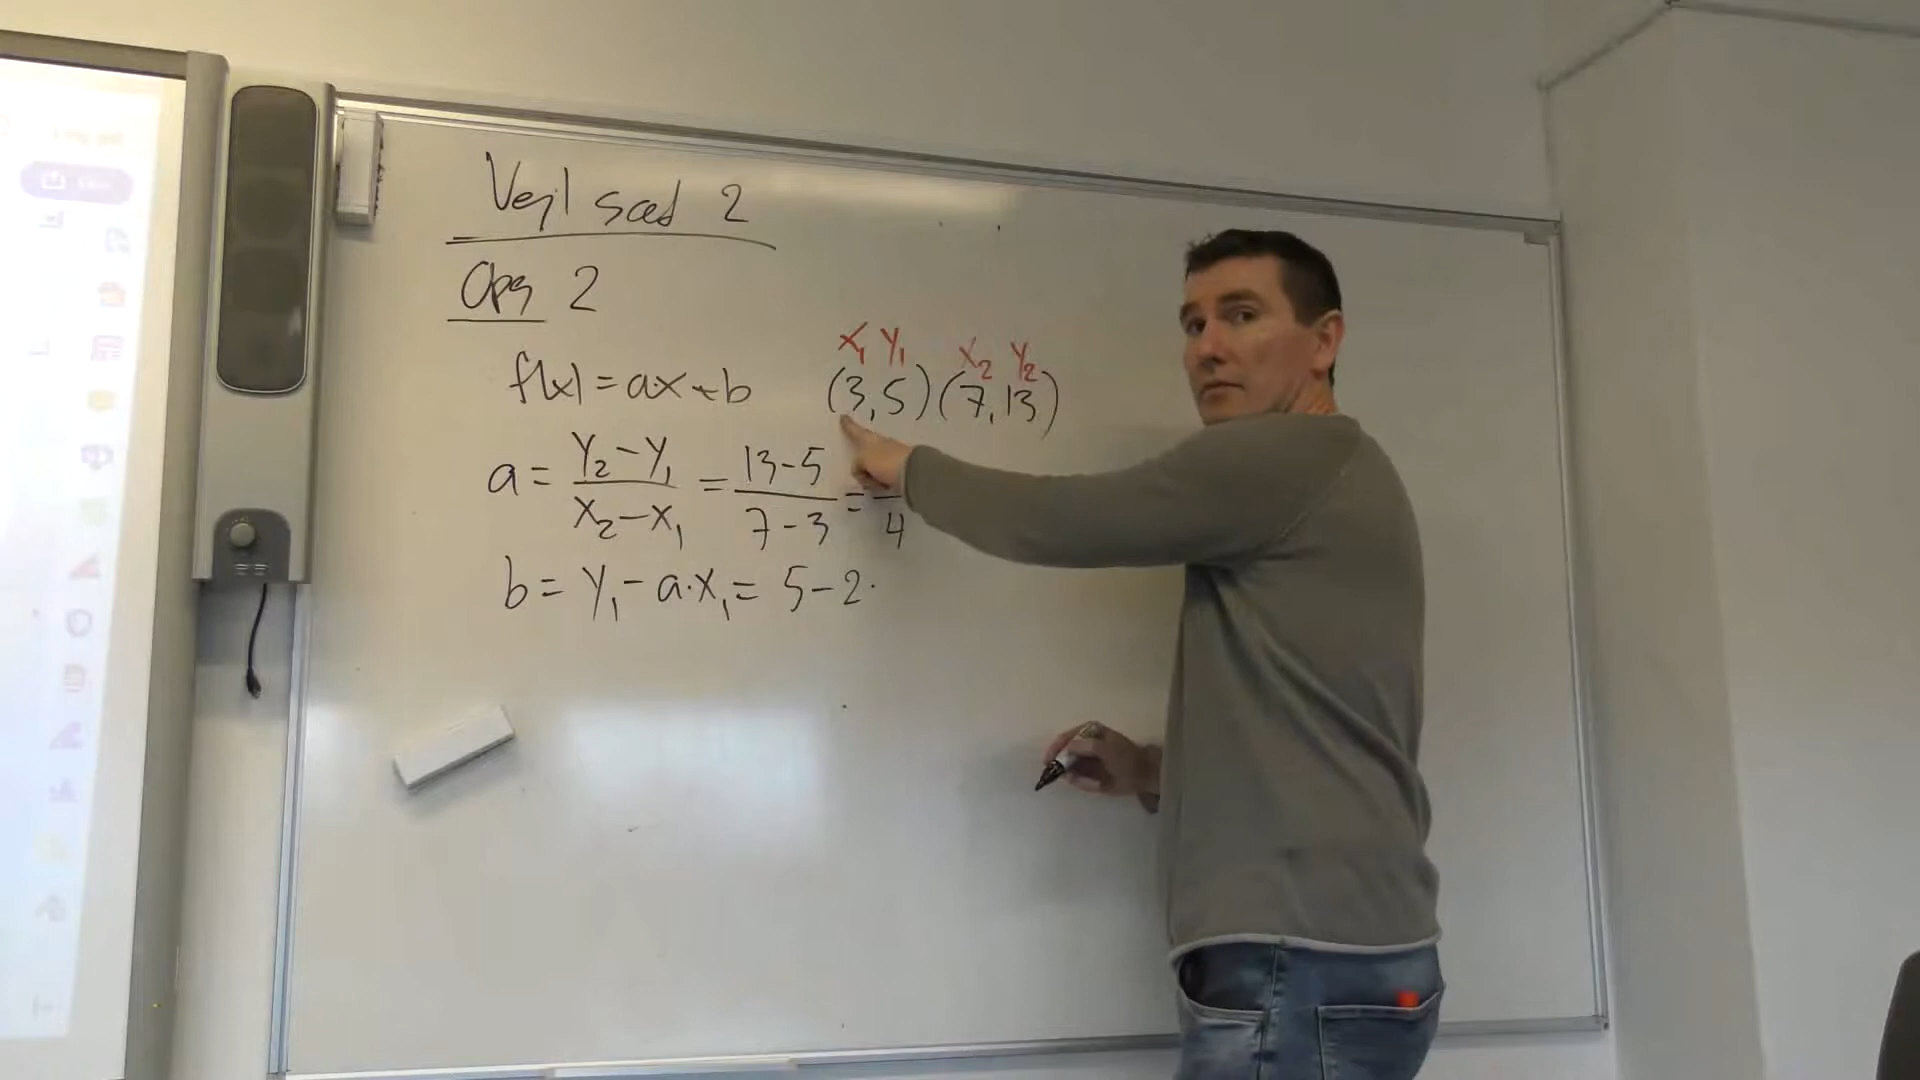 Vejl sæt 2
Opg 2
x₁ y₁ x₂ y₂
f(x) = ax + b (3,5) (7,13)
a = y₂-y₁ / x₂-x₁ = 13-5 / 7-3 = / 4
b = y₁ - a·x₁ = 5 - 2·